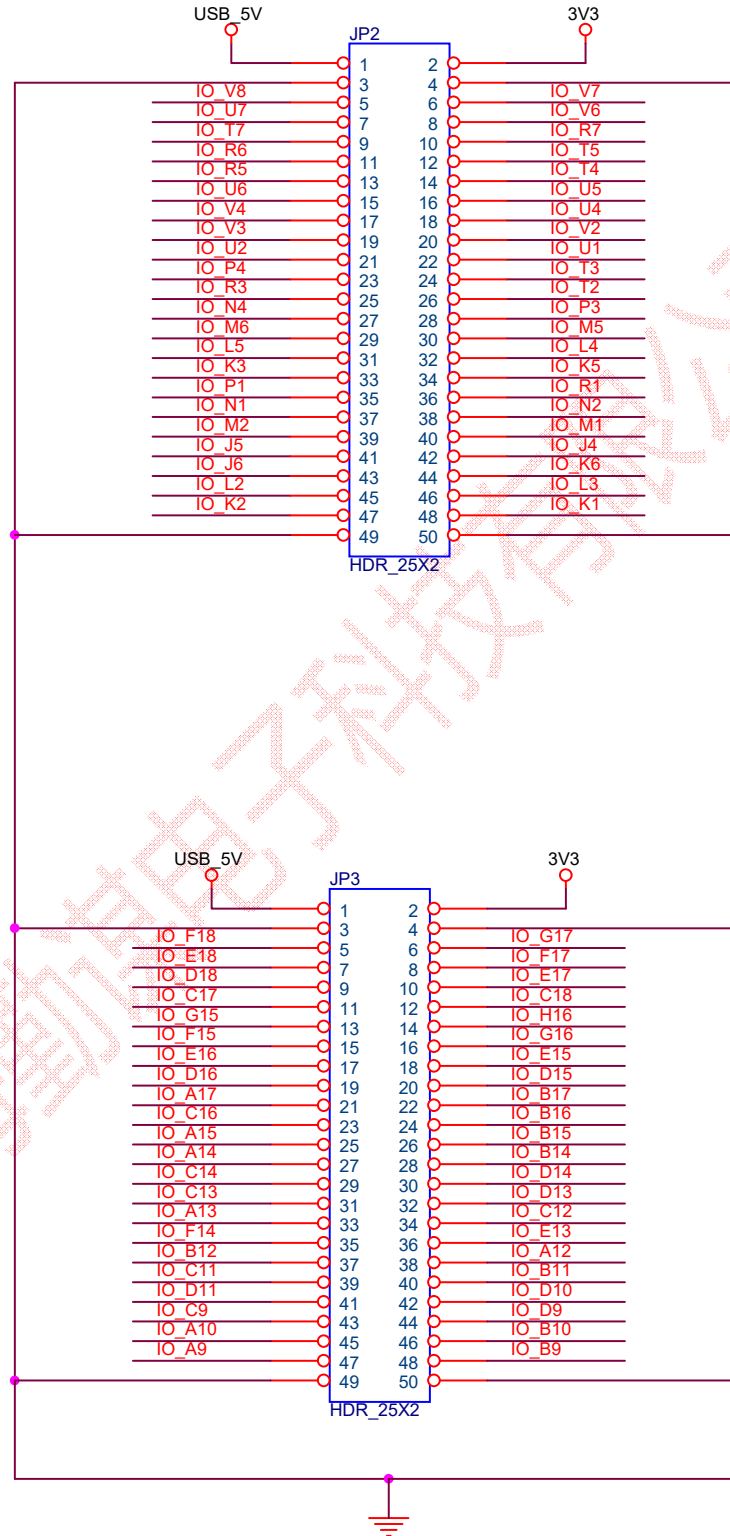 USB_5V 3V3
JP2
1 2
3 4
IO_V8 5 6 IO_V7
IO_U7 7 8 IO_V6
IO_T7 9 10 IO_R7
IO_R6 11 12 IO_T5
IO_R5 13 14 IO_T4
IO_U6 15 16 IO_U5
IO_V4 17 18 IO_U4
IO_V3 19 20 IO_V2
IO_U2 21 22 IO_U1
IO_P4 23 24 IO_T3
IO_R3 25 26 IO_T2
IO_N4 27 28 IO_P3
IO_M6 29 30 IO_M5
IO_L5 31 32 IO_L4
IO_K3 33 34 IO_K5
IO_P1 35 36 IO_R1
IO_N1 37 38 IO_N2
IO_M2 39 40 IO_M1
IO_J5 41 42 IO_J4
IO_J6 43 44 IO_K6
IO_L2 45 46 IO_L3
IO_K2 47 48 IO_K1
49 50
HDR_25X2
电子科技有限
USB_5V 3V3
JP3
1 2
3 4
IO_F18 5 6 IO_G17
IO_E18 7 8 IO_F17
IO_D18 9 10 IO_E17
IO_C17 11 12 IO_C18
IO_G15 13 14 IO_H16
IO_F15 15 16 IO_G16
IO_E16 17 18 IO_E15
IO_D16 19 20 IO_D15
IO_A17 21 22 IO_B17
IO_C16 23 24 IO_B16
IO_A15 25 26 IO_B15
IO_A14 27 28 IO_B14
IO_C14 29 30 IO_D14
IO_C13 31 32 IO_D13
IO_A13 33 34 IO_C12
IO_F14 35 36 IO_E13
IO_B12 37 38 IO_A12
IO_C11 39 40 IO_B11
IO_D11 41 42 IO_D10
IO_C9 43 44 IO_D9
IO_A10 45 46 IO_B10
IO_A9 47 48 IO_B9
49 50
HDR_25X2